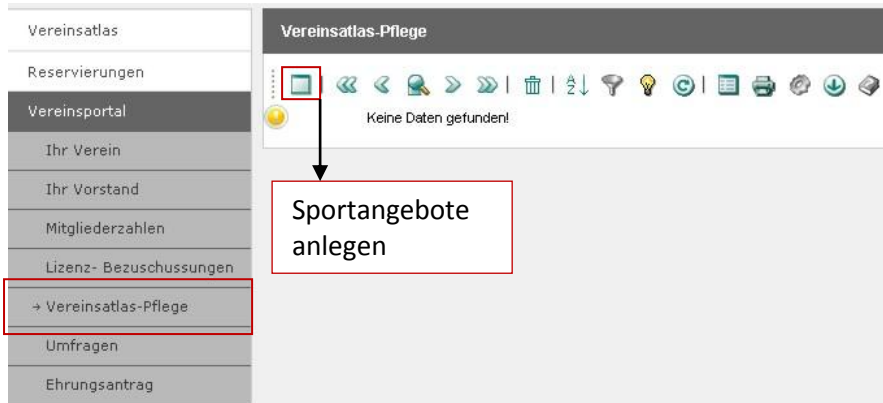 Vereinsatlas
Reservierungen
Vereinsportal
Ihr Verein
Ihr Vorstand
Mitgliederzahlen
Lizenz- Bezuschussungen
→ Vereinsatlas-Pflege
Umfragen
Ehrungsantrag
Vereinsatlas-Pflege
Keine Daten gefunden!
Sportangebote
anlegen